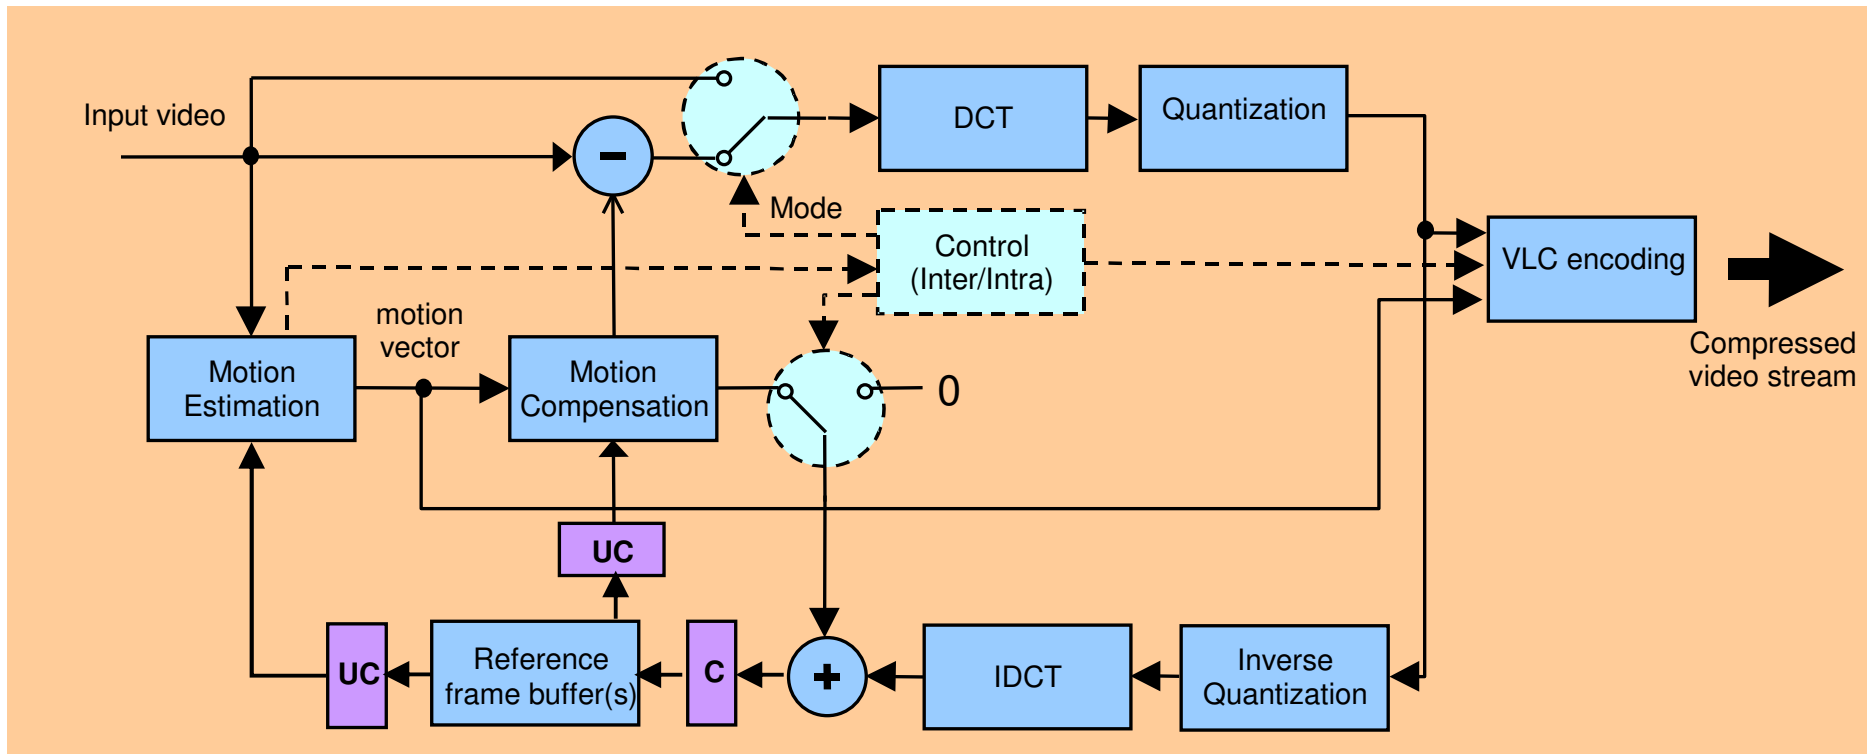 Input video
−
DCT
Quantization
Mode
Control
(Inter/Intra)
VLC encoding
Compressed
video stream
motion
vector
Motion
Estimation
Motion
Compensation
0
UC
UC
Reference
frame buffer(s)
C
+
IDCT
Inverse
Quantization